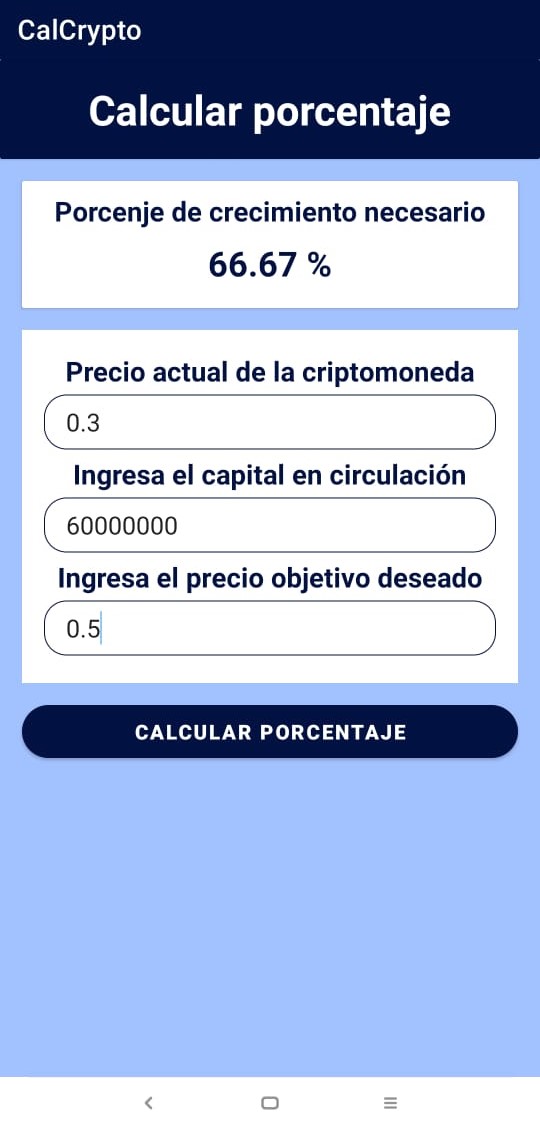 CalCrypto
Calcular porcentaje
Porcenje de crecimiento necesario
66.67 %
Precio actual de la criptomoneda
0.3
Ingresa el capital en circulación
60000000
Ingresa el precio objetivo deseado
0.5
CALCULAR PORCENTAJE